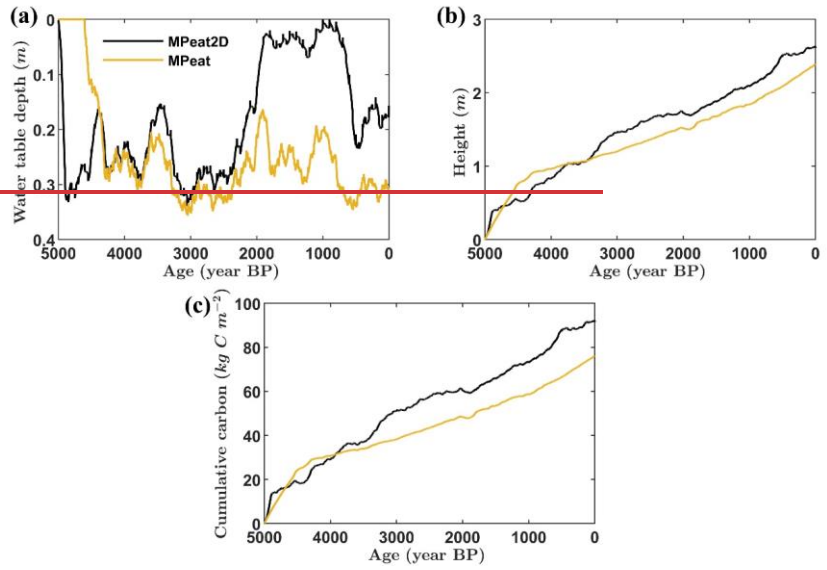 (a)
0
0.1
0.2
0.3
0.4
Water table depth (m)
MPeat2D
MPeat
5000 4000 3000 2000 1000 0
Age (year BP)
(b)
3
2
1
0
Height (m)
5000 4000 3000 2000 1000 0
Age (year BP)
(c)
100
80
60
40
20
0
Cumulative carbon (kg C m⁻²)
5000 4000 3000 2000 1000 0
Age (year BP)